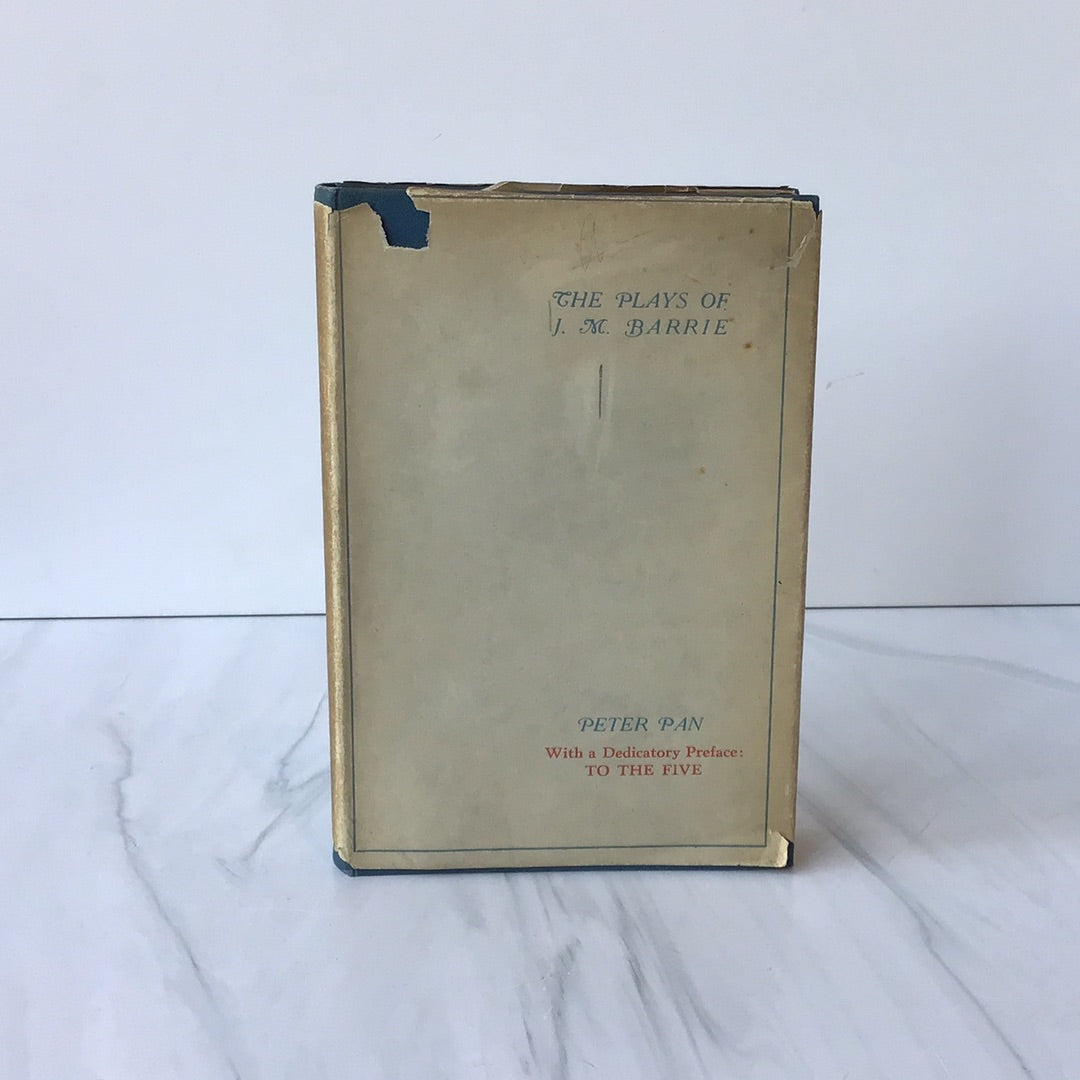 THE PLAYS OF
J. M. BARRIE
PETER PAN
With a Dedicatory Preface:
TO THE FIVE